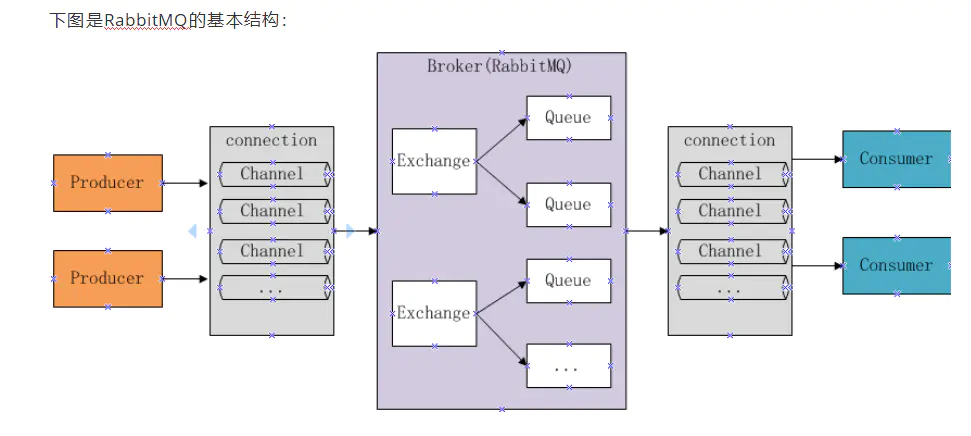 下图是RabbitMQ的基本结构：
Broker(RabbitMQ)
Producer
Producer
connection
Channel
Channel
Channel
...
Exchange
Queue
Queue
Exchange
Queue
...
connection
Channel
Channel
Channel
...
Consumer
Consumer